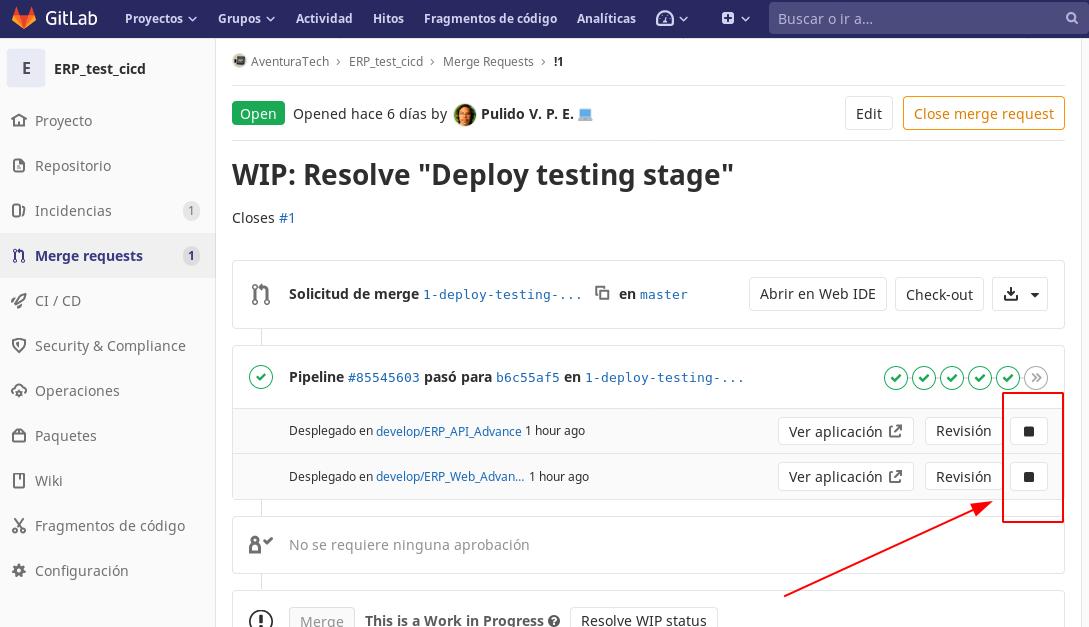 GitLab Proyectos Grupos Actividad Hitos Fragmentos de código Analíticas Buscar o ir a...
E ERP_test_cicd
Proyecto
Repositorio
Incidencias 1
Merge requests 1
CI / CD
Security & Compliance
Operaciones
Paquetes
Wiki
Fragmentos de código
Configuración
AventuraTech › ERP_test_cicd › Merge Requests › !1
Open Opened hace 6 días by Pulido V. P. E. Edit Close merge request
WIP: Resolve "Deploy testing stage"
Closes #1
Solicitud de merge 1-deploy-testing-... en master Abrir en Web IDE Check-out
Pipeline #85545603 pasó para b6c55af5 en 1-deploy-testing-...
Desplegado en develop/ERP_API_Advance 1 hour ago Ver aplicación Revisión
Desplegado en develop/ERP_Web_Advan... 1 hour ago Ver aplicación Revisión
No se requiere ninguna aprobación
Merge This is a Work in Progress Resolve WIP status